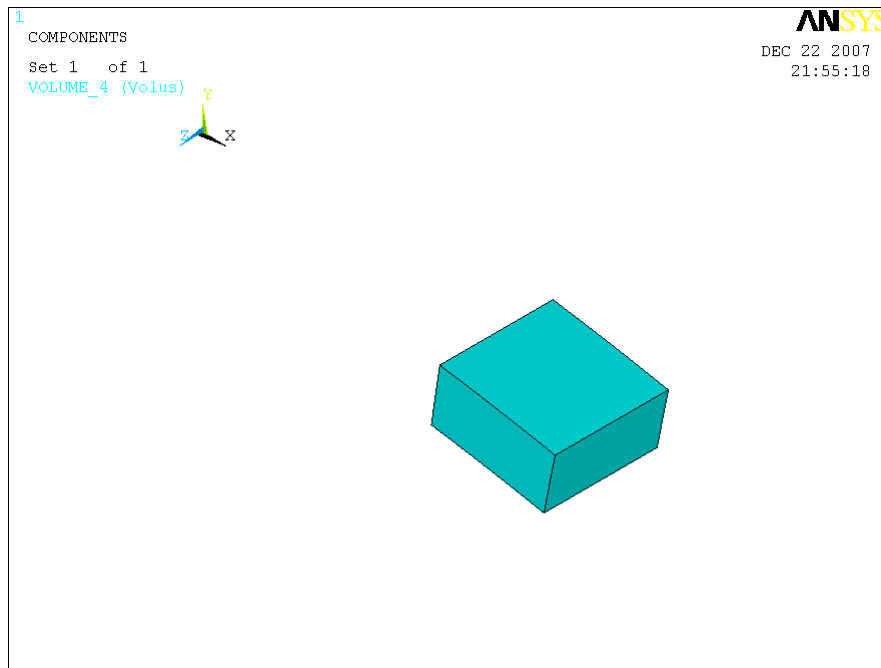 1
ANSYS
COMPONENTS
DEC 22 2007
Set 1 of 1
21:55:18
VOLUME_4 (Volus)
Y
Z
X